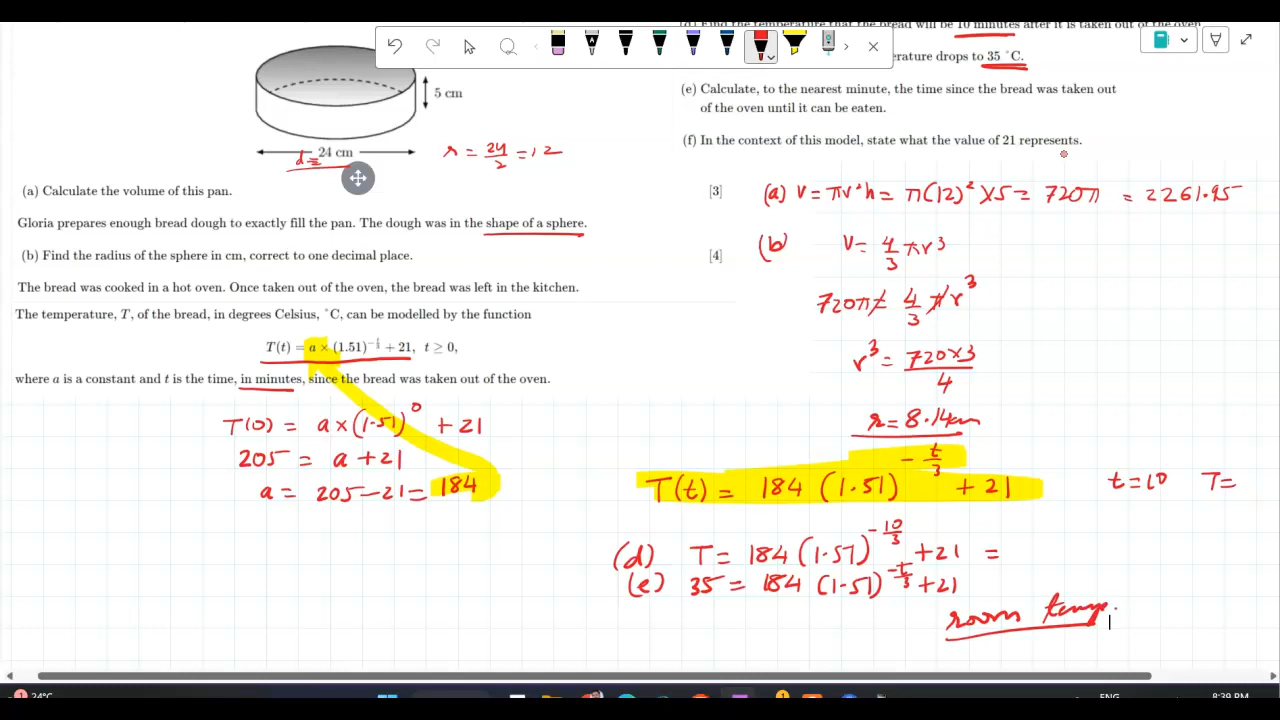 (d) Find the temperature that the bread will be 10 minutes after it is taken out of the oven
rature drops to 35 °C.
(e) Calculate, to the nearest minute, the time since the bread was taken out
of the oven until it can be eaten.
(f) In the context of this model, state what the value of 21 represents.
5 cm
24 cm
d=
r = 24/2 = 12
(a) Calculate the volume of this pan.
[3]
Gloria prepares enough bread dough to exactly fill the pan. The dough was in the shape of a sphere.
(b) Find the radius of the sphere in cm, correct to one decimal place.
[4]
The bread was cooked in a hot oven. Once taken out of the oven, the bread was left in the kitchen.
The temperature, T, of the bread, in degrees Celsius, °C, can be modelled by the function
T(t) = a × (1.51)^(-t/3) + 21, t ≥ 0,
where a is a constant and t is the time, in minutes, since the bread was taken out of the oven.
T(0) = a × (1.51)^0 + 21
205 = a + 21
a = 205 - 21 = 184
(a) V = πr²h = π(12)² × 5 = 720π = 2261.95
(b) V = 4/3 πr³
720π = 4/3 πr³
r³ = 720×3/4
r = 8.14cm
T(t) = 184 (1.51)^(-t/3) + 21
t = 10 T =
(d) T = 184 (1.51)^(-10/3) + 21 =
(e) 35 = 184 (1.51)^(-t/3) + 21
room temp.
24°C
ENG
8:39 PM